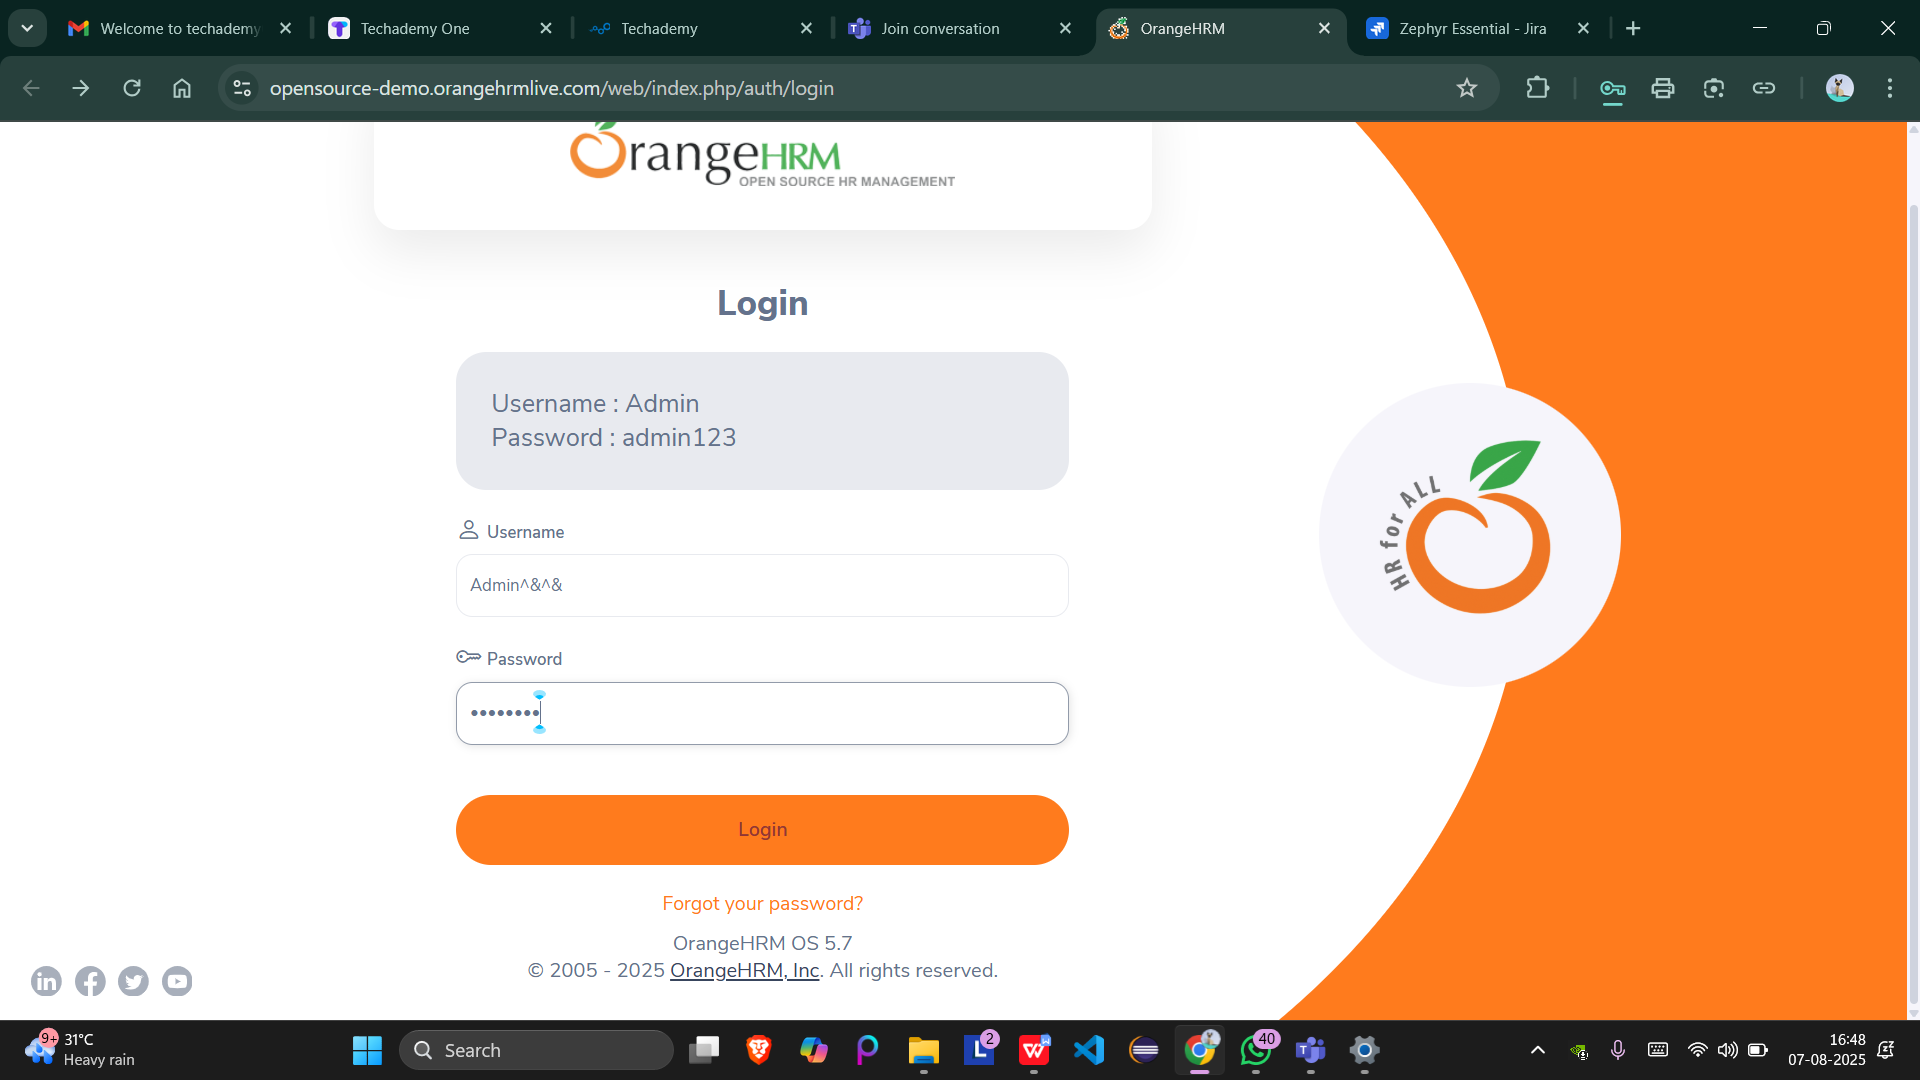 Welcome to techademy
Techademy One
Techademy
Join conversation
OrangeHRM
Zephyr Essential - Jira
opensource-demo.orangehrmlive.com/web/index.php/auth/login
OrangeHRM
OPEN SOURCE HR MANAGEMENT
Login
Username : Admin
Password : admin123
Username
Admin^&^&
Password
••••••••
Login
Forgot your password?
OrangeHRM OS 5.7
© 2005 - 2025 OrangeHRM, Inc. All rights reserved.
HR for ALL
9+
31°C
Heavy rain
Search
2
40
16:48
07-08-2025